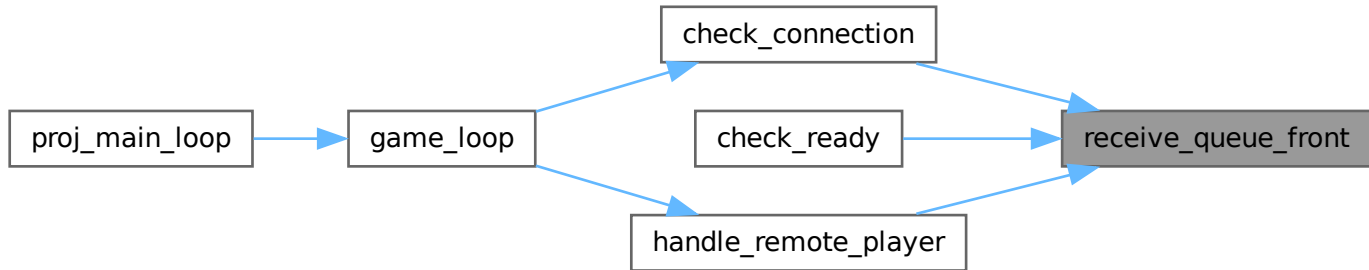 check_connection
proj_main_loop
game_loop
check_ready
receive_queue_front
handle_remote_player